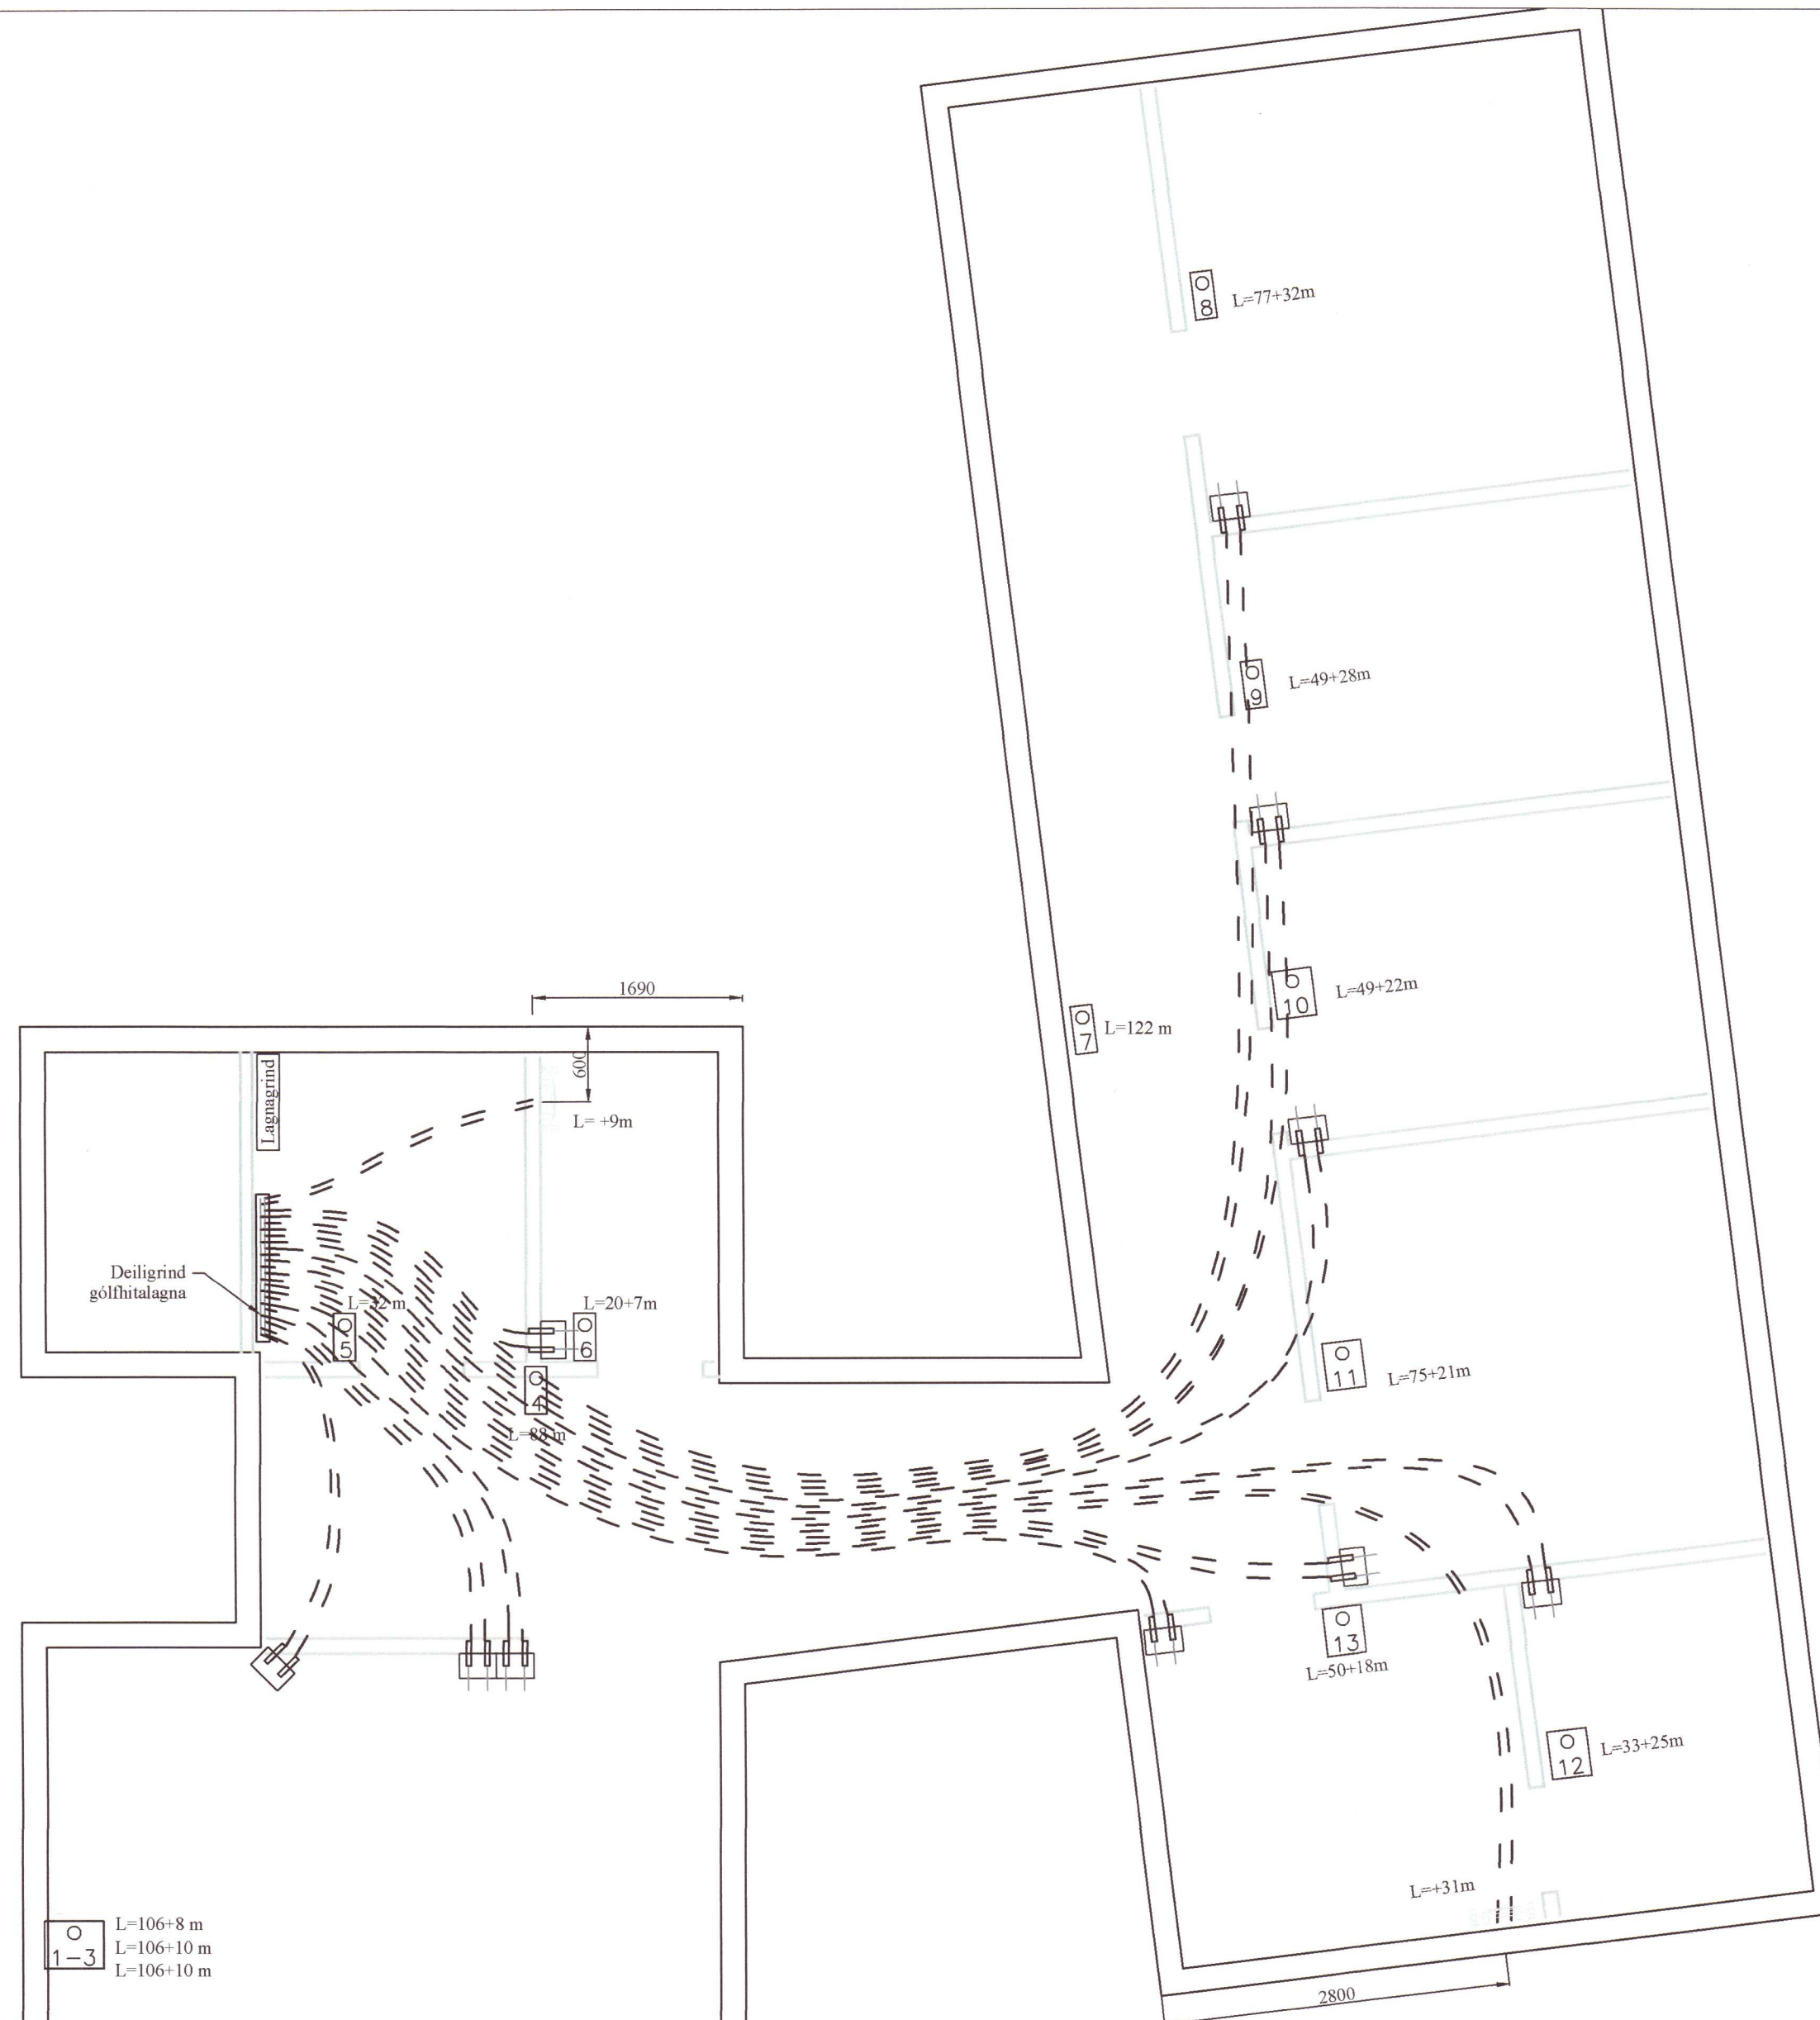 8
L=77+32m
9
L=49+28m
10
L=49+22m
1690
600
7
L=122 m
Lagnagrind
L= +9m
Deiligrind
gólfhitalagna
L=32 m
5
L=20+7m
6
4
L=88 m
11
L=75+21m
13
L=50+18m
12
L=33+25m
L=+31m
1-3
L=106+8 m
L=106+10 m
L=106+10 m
2800